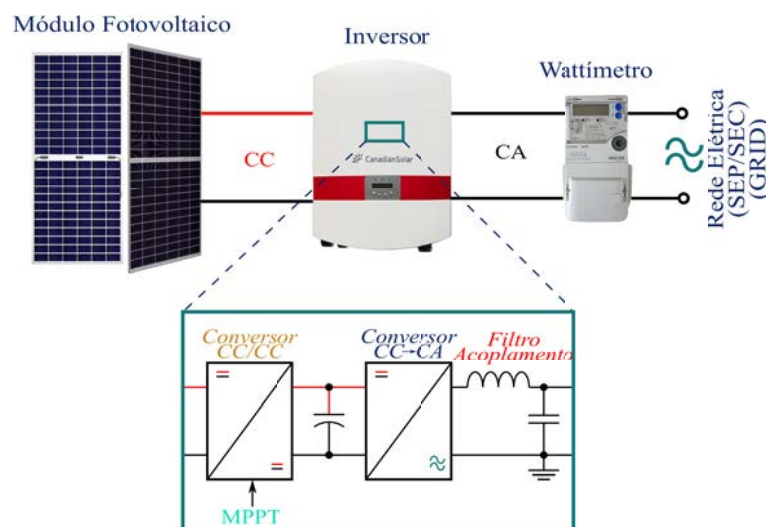 Módulo Fotovoltaico
Inversor
Wattímetro
CC
CA
CanadianSolar
Rede Elétrica
(SEP/SEC)
(GRID)
Conversor
CC/CC
Conversor
CC→CA
Filtro
Acoplamento
MPPT